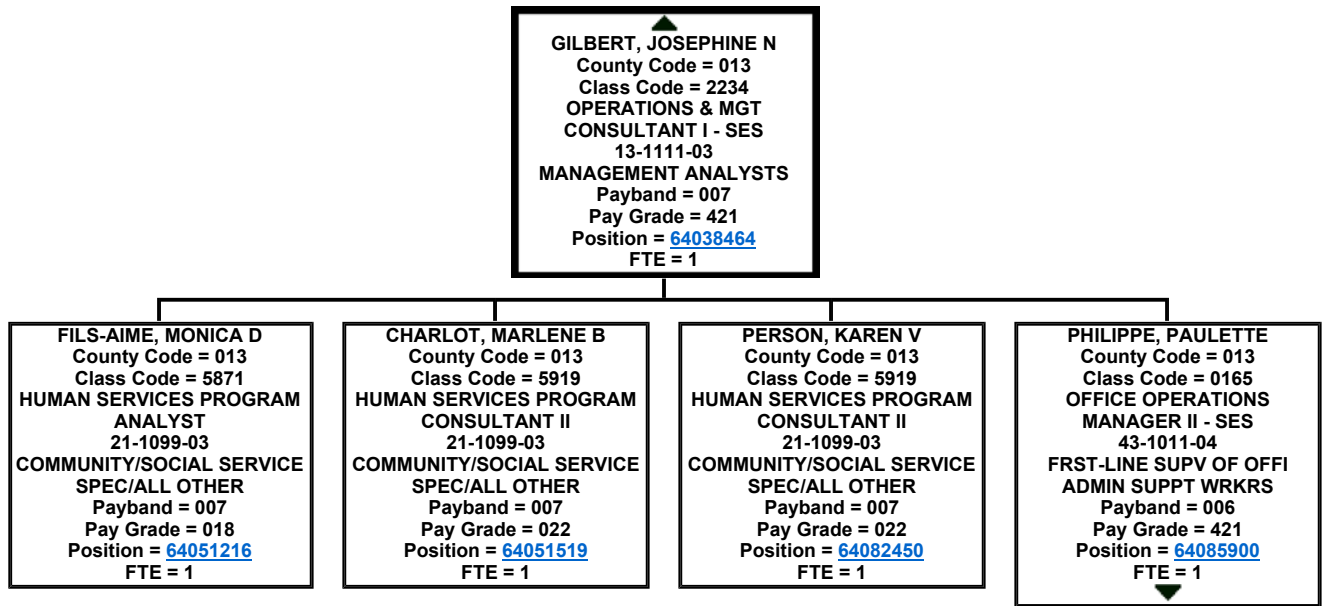 GILBERT, JOSEPHINE N
County Code = 013
Class Code = 2234
OPERATIONS & MGT
CONSULTANT I - SES
13-1111-03
MANAGEMENT ANALYSTS
Payband = 007
Pay Grade = 421
Position = 64038464
FTE = 1
FILS-AIME, MONICA D
County Code = 013
Class Code = 5871
HUMAN SERVICES PROGRAM
ANALYST
21-1099-03
COMMUNITY/SOCIAL SERVICE
SPEC/ALL OTHER
Payband = 007
Pay Grade = 018
Position = 64051216
FTE = 1
CHARLOT, MARLENE B
County Code = 013
Class Code = 5919
HUMAN SERVICES PROGRAM
CONSULTANT II
21-1099-03
COMMUNITY/SOCIAL SERVICE
SPEC/ALL OTHER
Payband = 007
Pay Grade = 022
Position = 64051519
FTE = 1
PERSON, KAREN V
County Code = 013
Class Code = 5919
HUMAN SERVICES PROGRAM
CONSULTANT II
21-1099-03
COMMUNITY/SOCIAL SERVICE
SPEC/ALL OTHER
Payband = 007
Pay Grade = 022
Position = 64082450
FTE = 1
PHILIPPE, PAULETTE
County Code = 013
Class Code = 0165
OFFICE OPERATIONS
MANAGER II - SES
43-1011-04
FRST-LINE SUPV OF OFFI
ADMIN SUPPT WRKRS
Payband = 006
Pay Grade = 421
Position = 64085900
FTE = 1